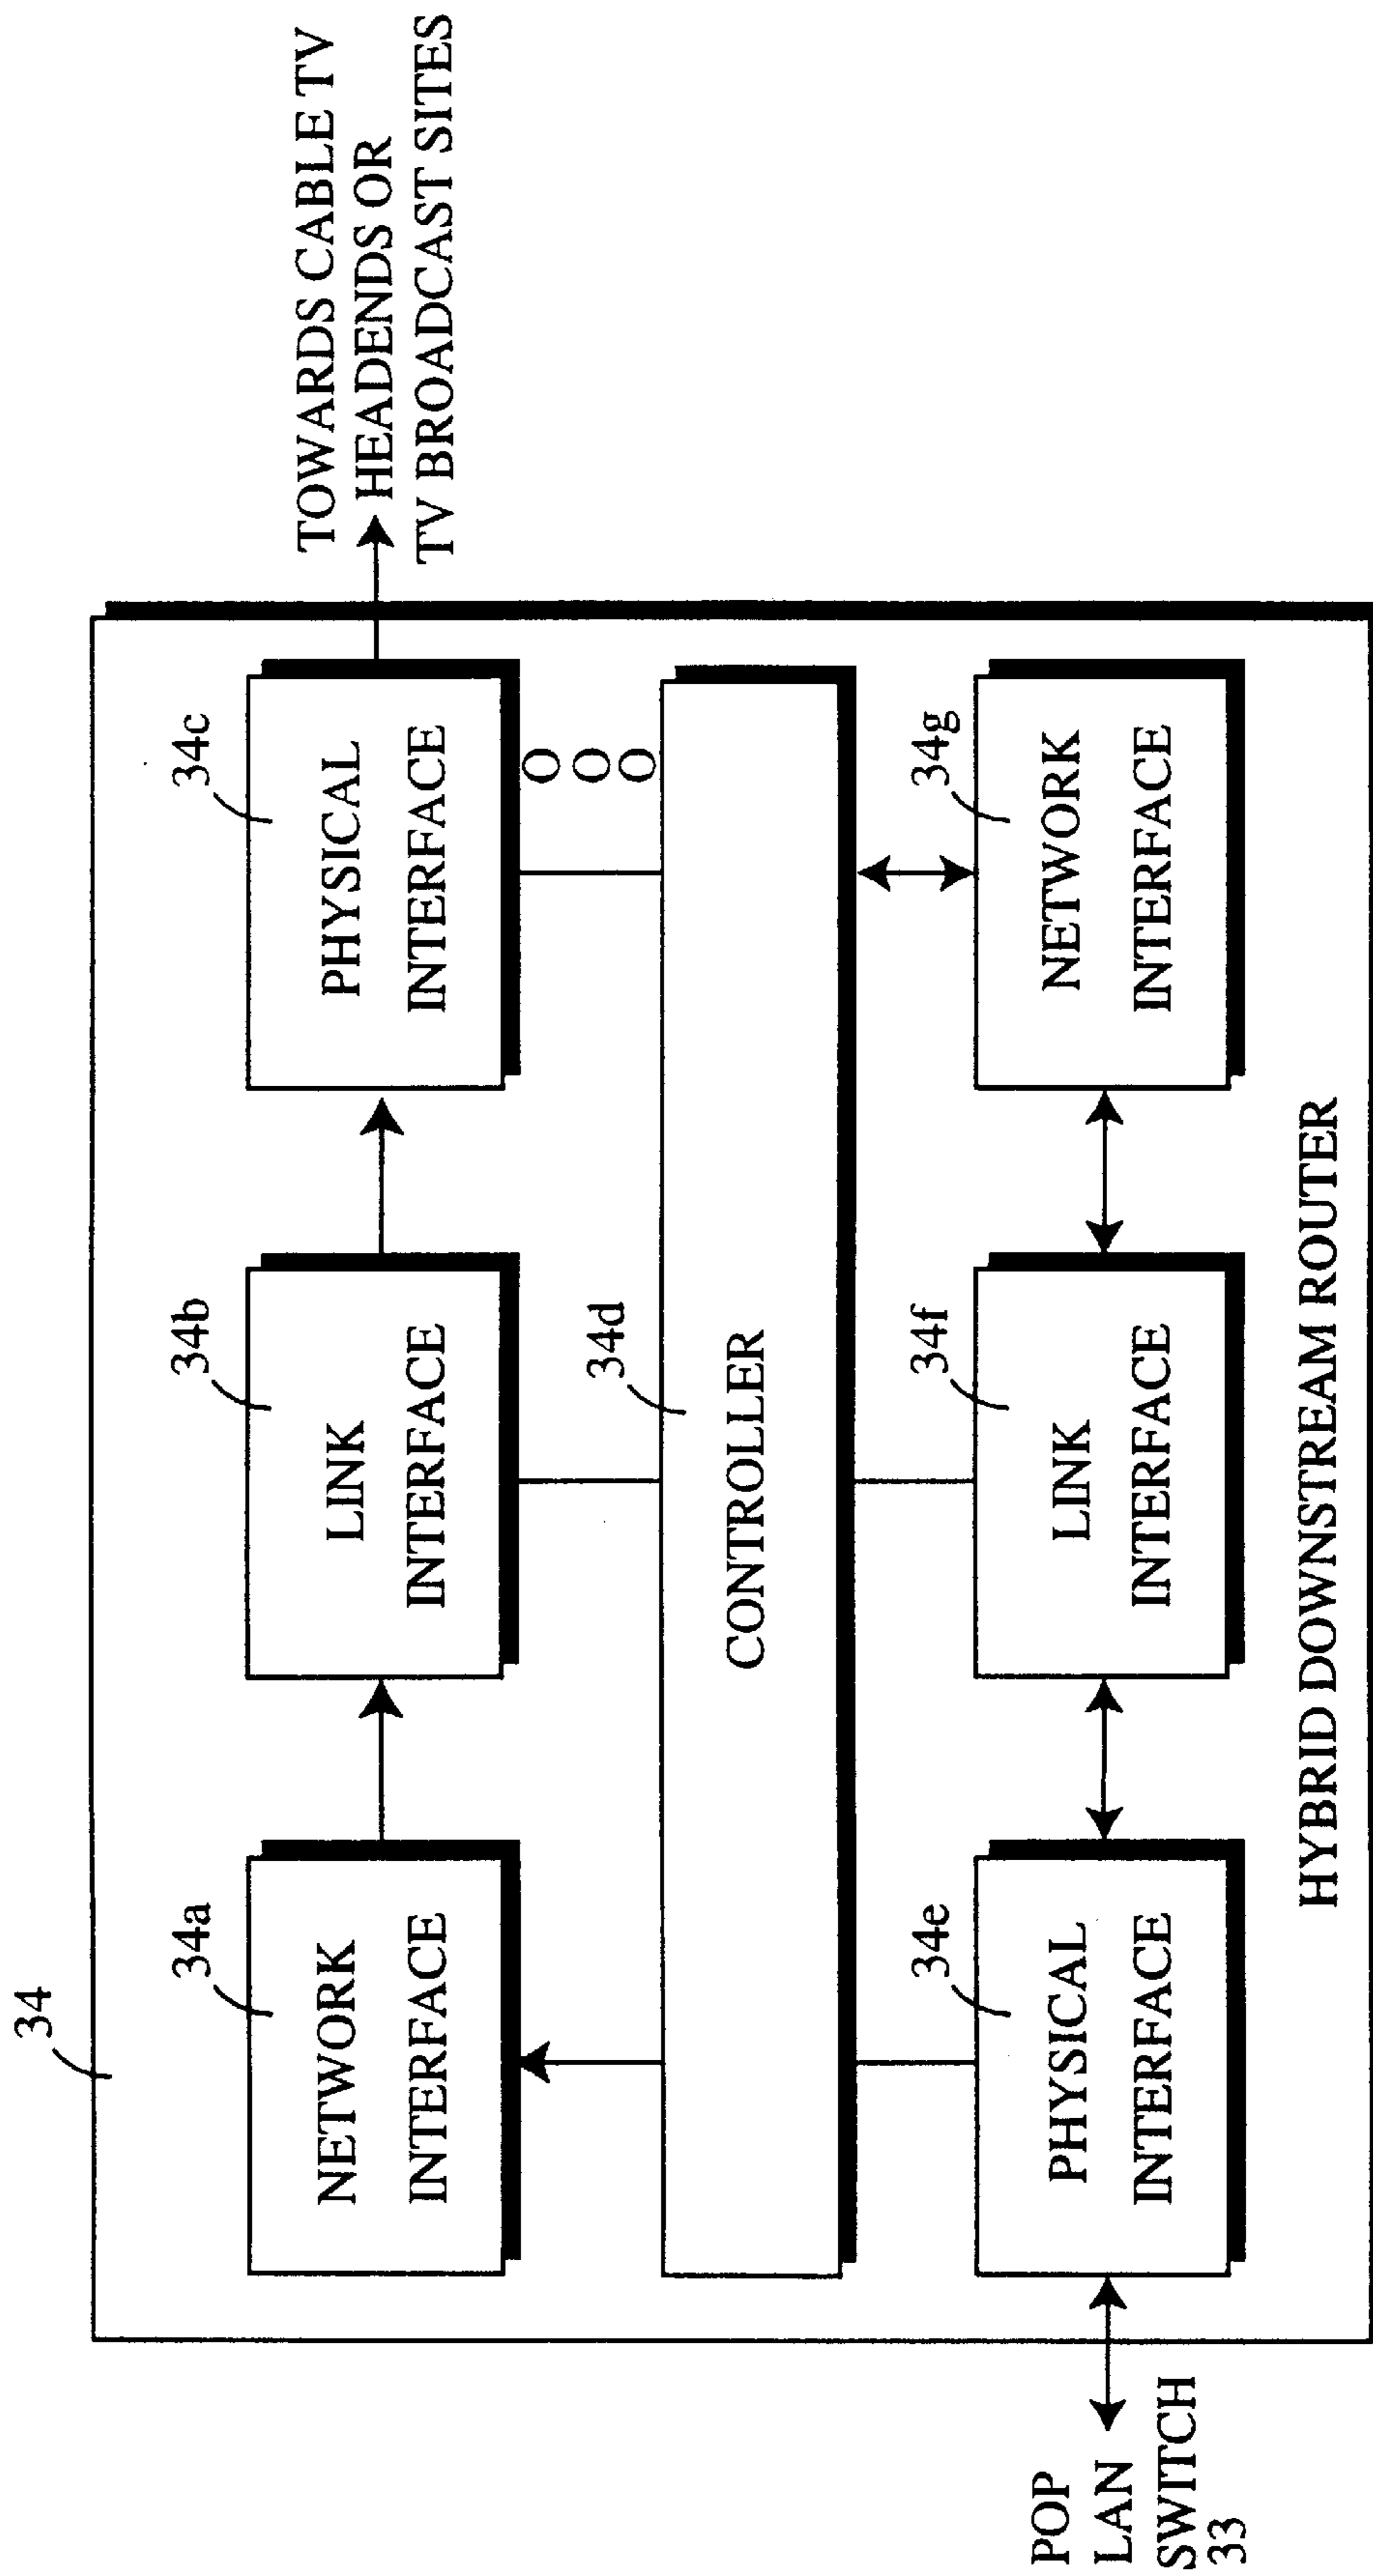 34
34a
NETWORK
INTERFACE
34b
LINK
INTERFACE
34c
PHYSICAL
INTERFACE
TOWARDS CABLE TV
HEADENDS OR
TV BROADCAST SITES
34d
CONTROLLER
POP
LAN
SWITCH
33
34e
PHYSICAL
INTERFACE
34f
LINK
INTERFACE
34g
NETWORK
INTERFACE
HYBRID DOWNSTREAM ROUTER